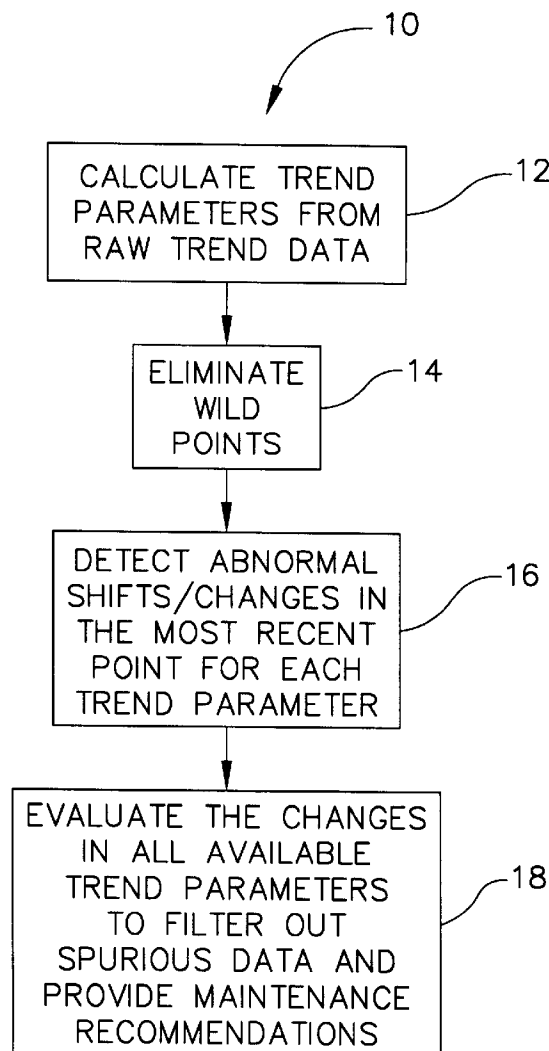 10
CALCULATE TREND
PARAMETERS FROM
RAW TREND DATA
12
ELIMINATE
WILD
POINTS
14
DETECT ABNORMAL
SHIFTS/CHANGES IN
THE MOST RECENT
POINT FOR EACH
TREND PARAMETER
16
EVALUATE THE CHANGES
IN ALL AVAILABLE
TREND PARAMETERS
TO FILTER OUT
SPURIOUS DATA AND
PROVIDE MAINTENANCE
RECOMMENDATIONS
18